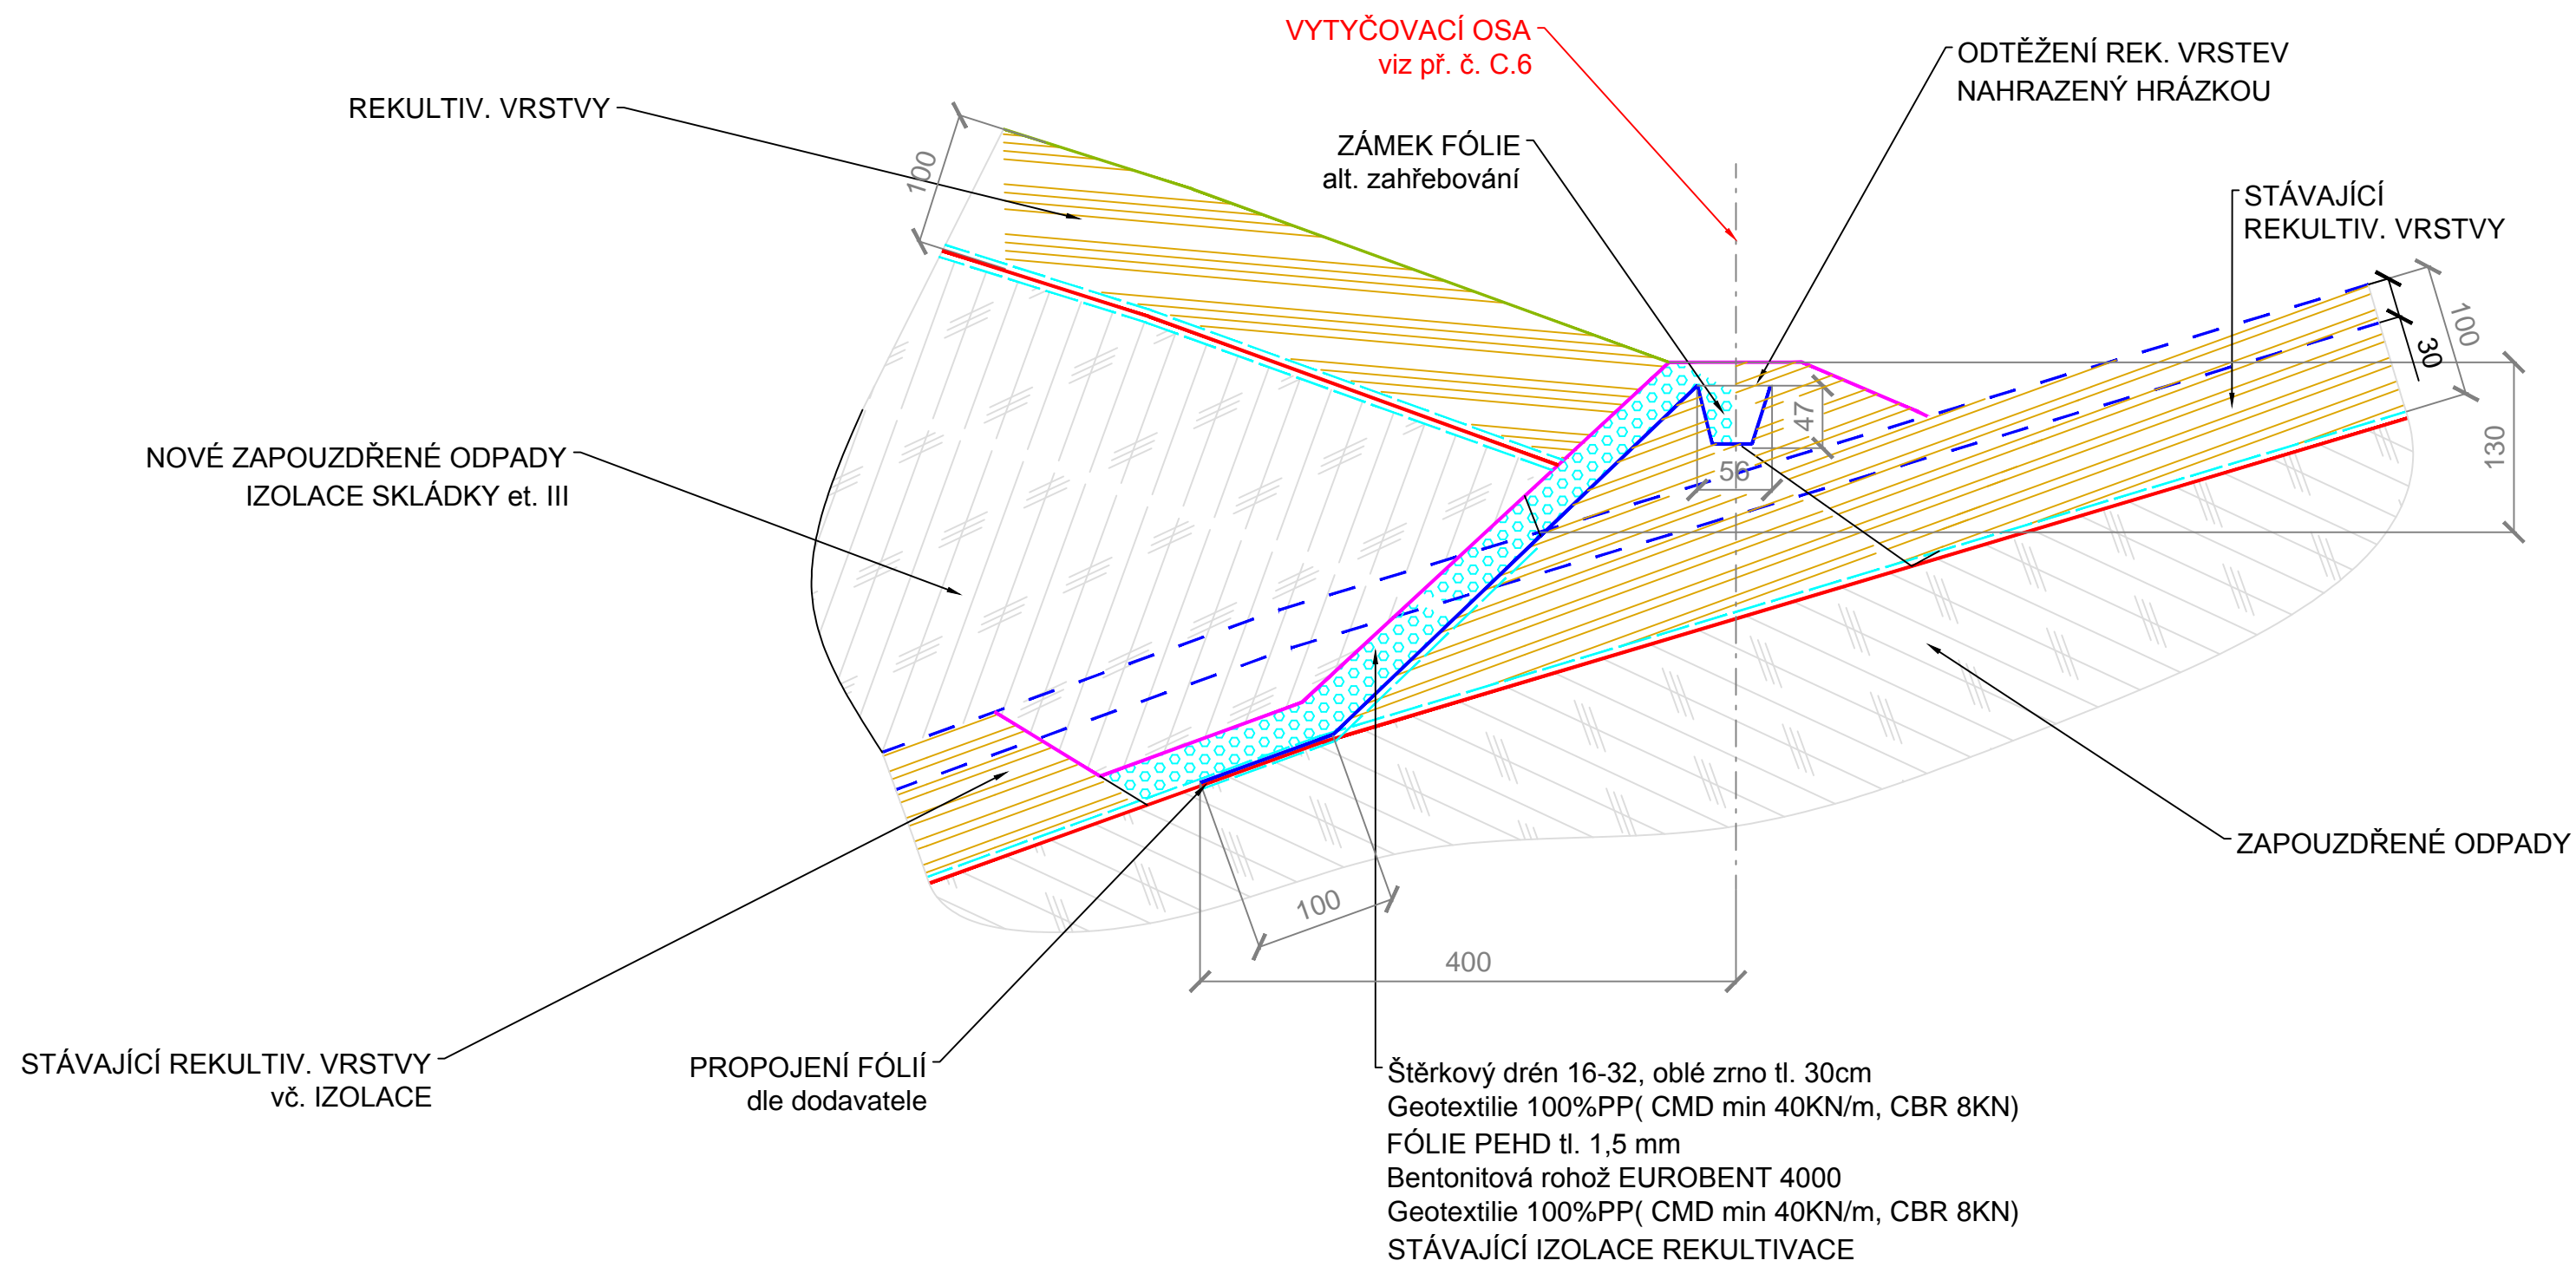 VYTYČOVACÍ OSA
viz př. č. C.6
ODTĚŽENÍ REK. VRSTEV
NAHRAZENÝ HRÁZKOU
REKULTIV. VRSTVY
ZÁMEK FÓLIE
alt. zahřebování
STÁVAJÍCÍ
REKULTIV. VRSTVY
100
100
30
47
130
56
NOVÉ ZAPOUZDŘENÉ ODPADY
IZOLACE SKLÁDKY et. III
ZAPOUZDŘENÉ ODPADY
100
400
STÁVAJÍCÍ REKULTIV. VRSTVY
vč. IZOLACE
PROPOJENÍ FÓLIÍ
dle dodavatele
Štěrkový drén 16-32, oblé zrno tl. 30cm
Geotextilie 100%PP( CMD min 40KN/m, CBR 8KN)
FÓLIE PEHD tl. 1,5 mm
Bentonitová rohož EUROBENT 4000
Geotextilie 100%PP( CMD min 40KN/m, CBR 8KN)
STÁVAJÍCÍ IZOLACE REKULTIVACE